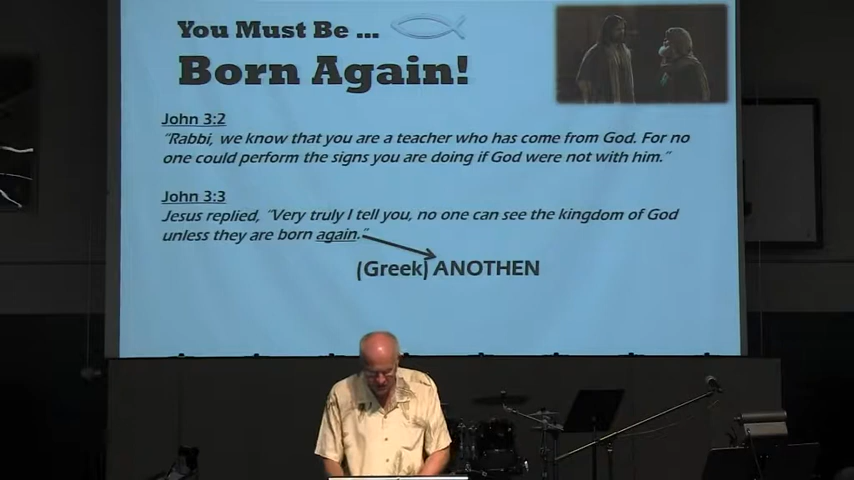 You Must Be ...
Born Again!
John 3:2
"Rabbi, we know that you are a teacher who has come from God. For no
one could perform the signs you are doing if God were not with him."
John 3:3
Jesus replied, "Very truly I tell you, no one can see the kingdom of God
unless they are born again."
(Greek) ANOTHEN